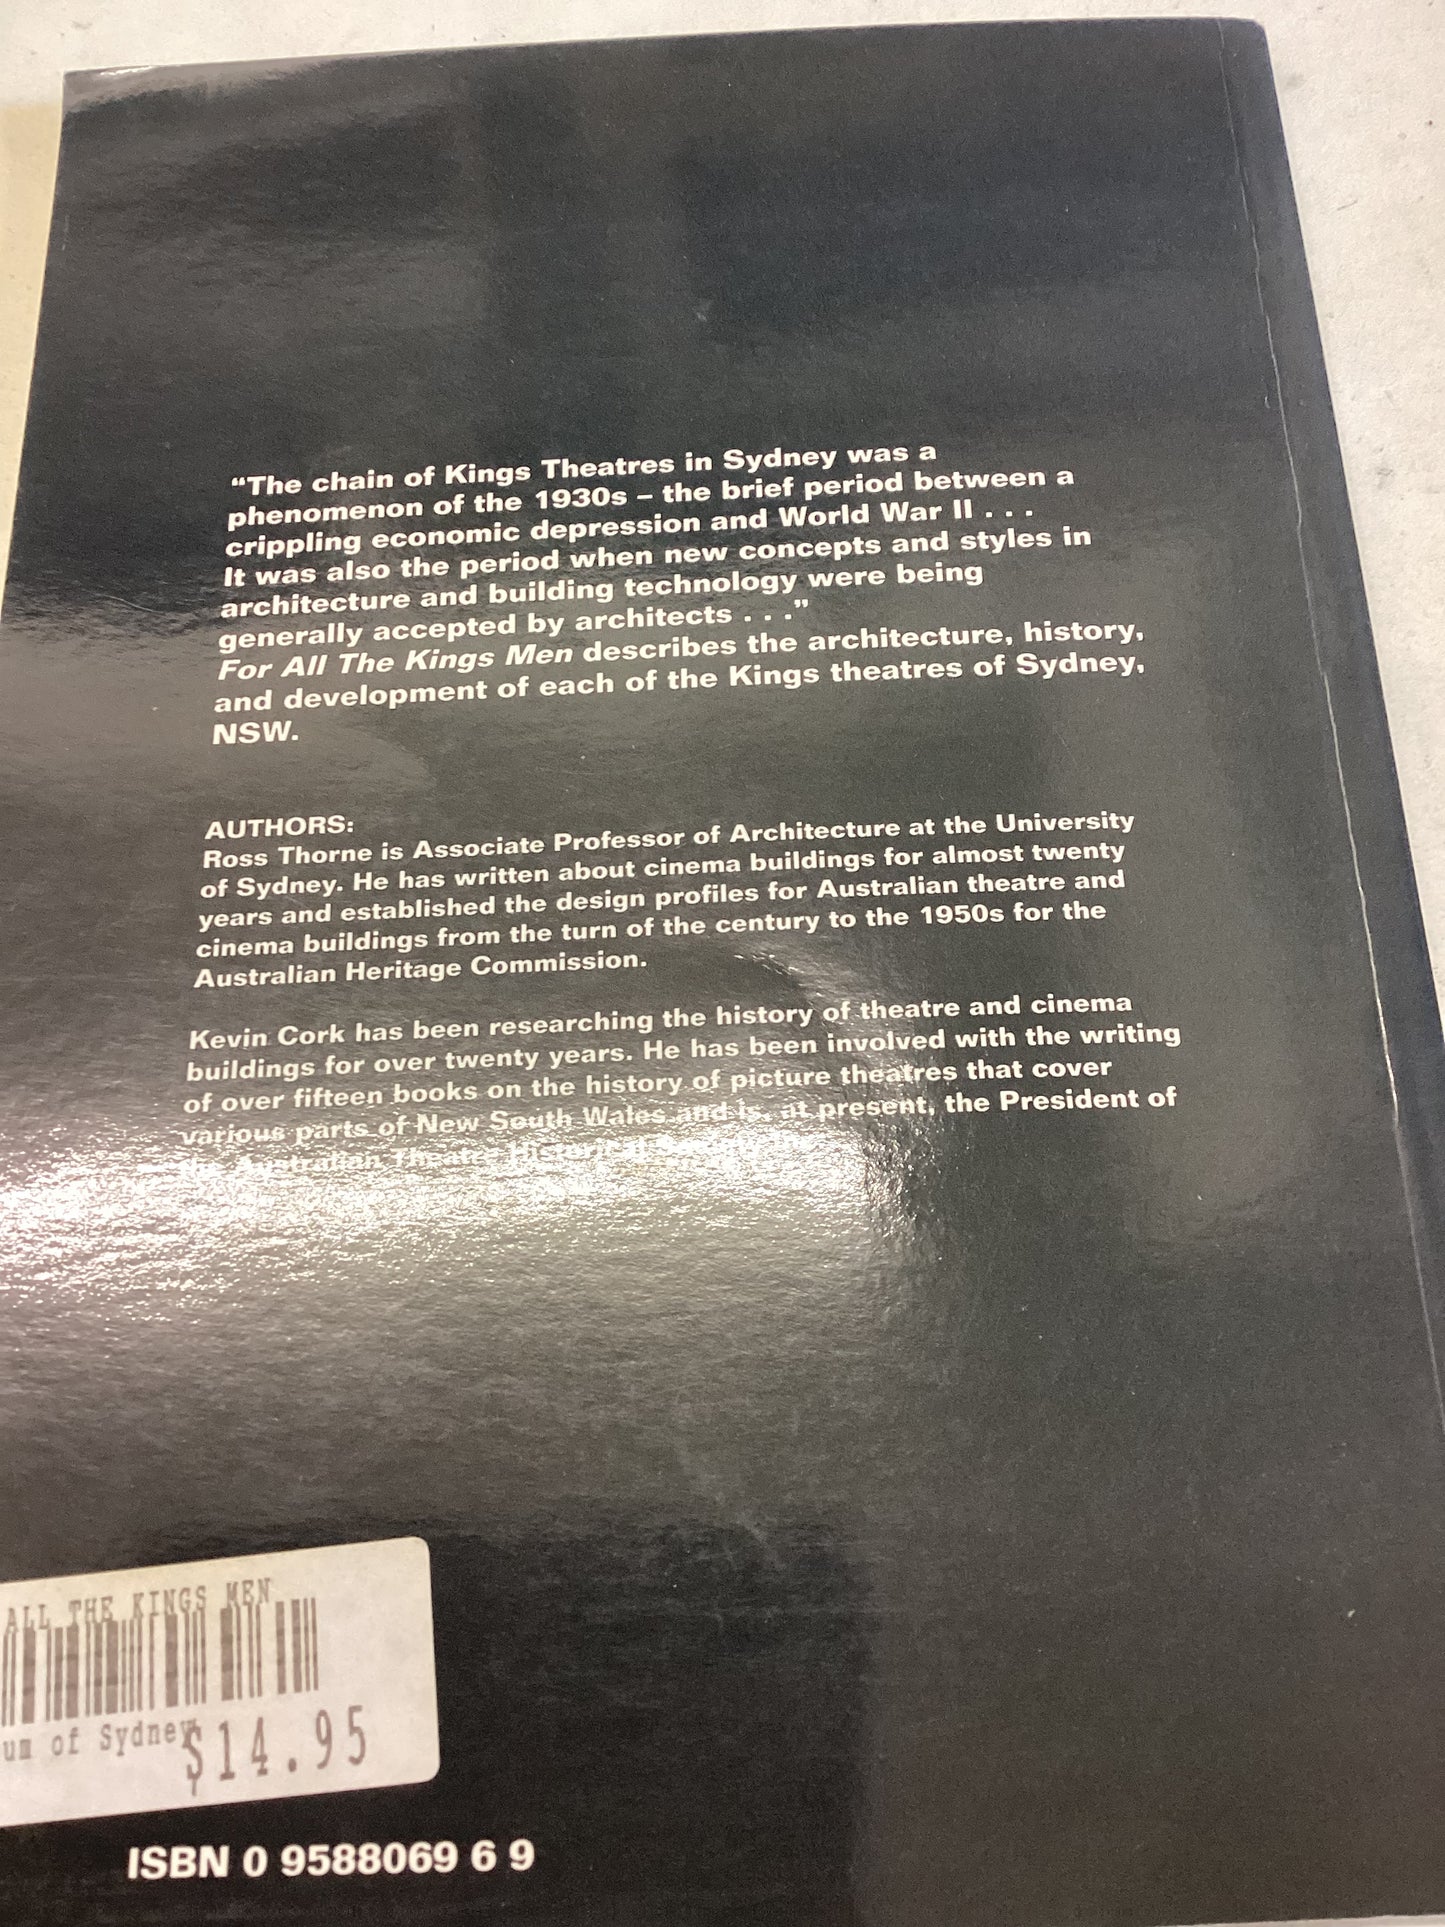 “The chain of Kings Theatres in Sydney was a
phenomenon of the 1930s – the brief period between a
crippling economic depression and World War II . . .
It was also the period when new concepts and styles in
architecture and building technology were being
generally accepted by architects . . .”
For All The Kings Men describes the architecture, history,
and development of each of the Kings theatres of Sydney,
NSW.
AUTHORS:
Ross Thorne is Associate Professor of Architecture at the University
of Sydney. He has written about cinema buildings for almost twenty
years and established the design profiles for Australian theatre and
cinema buildings from the turn of the century to the 1950s for the
Australian Heritage Commission.
Kevin Cork has been researching the history of theatre and cinema
buildings for over twenty years. He has been involved with the writing
of over fifteen books on the history of picture theatres that cover
various parts of New South Wales and is, at present, the President of
the Australian Theatre Historical Society
ALL THE KINGS MEN
um of Sydney
$14.95
ISBN 0 9588069 6 9